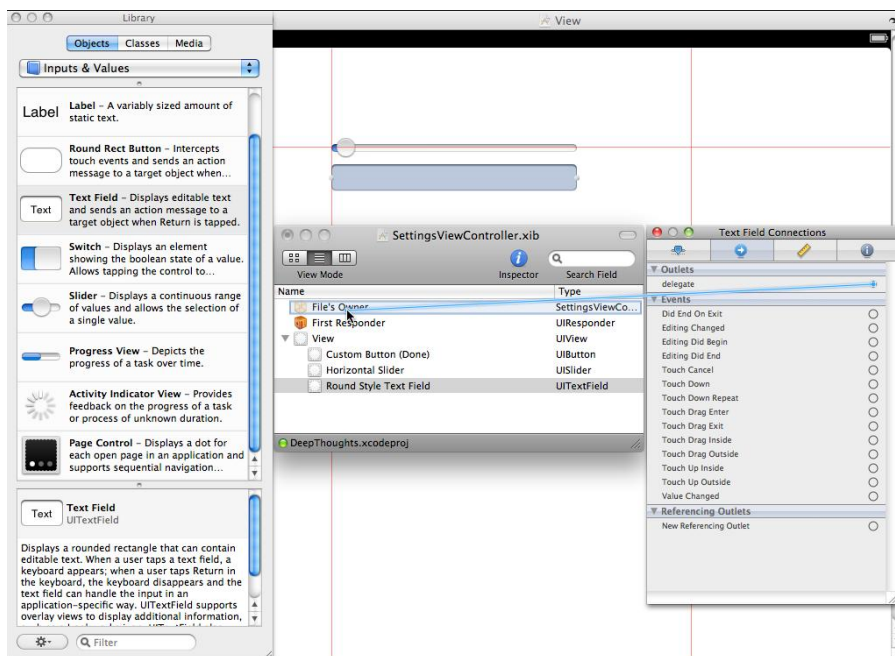 Library
Objects Classes Media
Inputs & Values
Label
Label – A variably sized amount of
static text.
Round Rect Button – Intercepts
touch events and sends an action
message to a target object when...
Text
Text Field – Displays editable text
and sends an action message to a
target object when Return is tapped.
Switch – Displays an element
showing the boolean state of a value.
Allows tapping the control to...
Slider – Displays a continuous range
of values and allows the selection of
a single value.
Progress View – Depicts the
progress of a task over time.
Activity Indicator View – Provides
feedback on the progress of a task
or process of unknown duration.
Page Control – Displays a dot for
each open page in an application and
supports sequential navigation...
Text
Text Field
UITextField
Displays a rounded rectangle that can contain
editable text. When a user taps a text field, a
keyboard appears; when a user taps Return in
the keyboard, the keyboard disappears and the
text field can handle the input in an
application-specific way. UITextField supports
overlay views to display additional information,
Filter
View
SettingsViewController.xib
View Mode Inspector Search Field
Name Type
File's Owner SettingsViewCo...
First Responder UIResponder
View UIView
Custom Button (Done) UIButton
Horizontal Slider UISlider
Round Style Text Field UITextField
DeepThoughts.xcodeproj
Text Field Connections
Outlets
delegate
Events
Did End On Exit
Editing Changed
Editing Did Begin
Editing Did End
Touch Cancel
Touch Down
Touch Down Repeat
Touch Drag Enter
Touch Drag Exit
Touch Drag Inside
Touch Drag Outside
Touch Up Inside
Touch Up Outside
Value Changed
Referencing Outlets
New Referencing Outlet